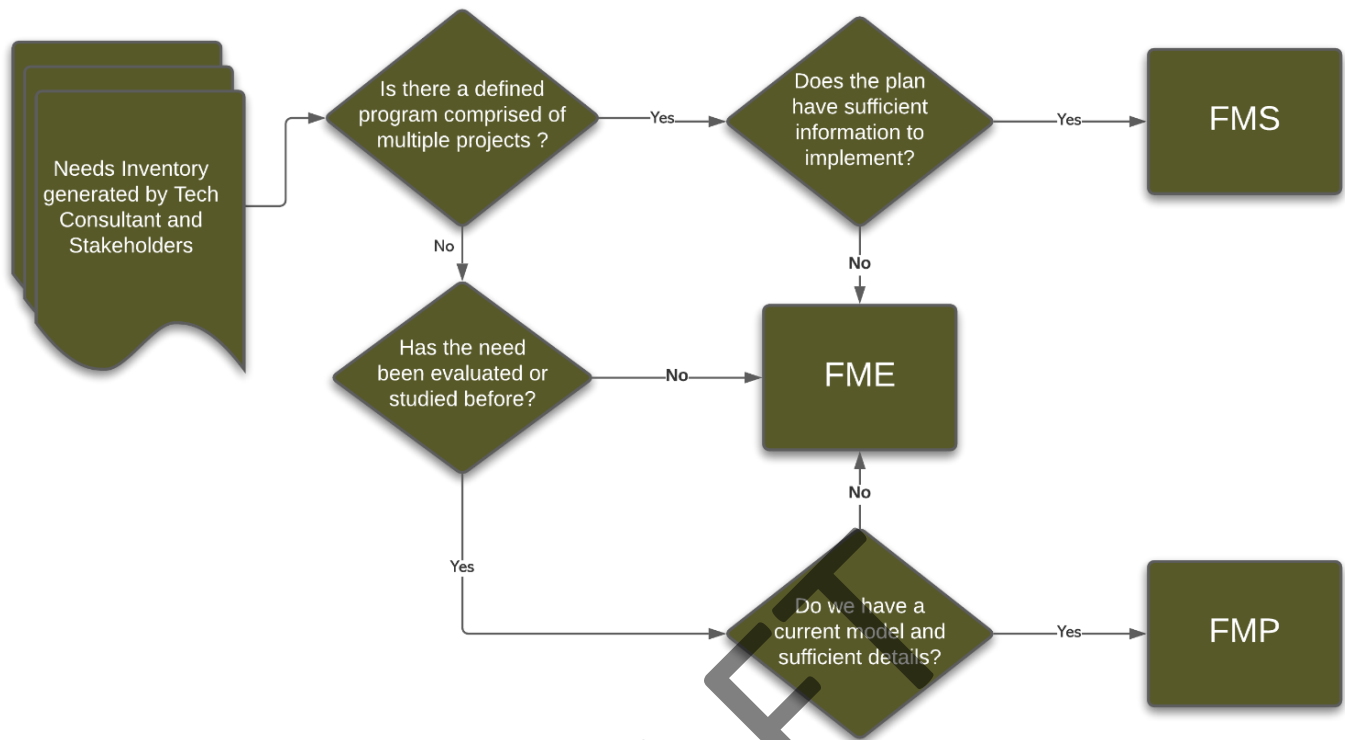 Needs Inventory
generated by Tech
Consultant and
Stakeholders
Is there a defined
program comprised of
multiple projects ?
Yes
Does the plan
have sufficient
information to
implement?
Yes
FMS
No
No
Has the need
been evaluated or
studied before?
No
FME
No
Yes
Do we have a
current model and
sufficient details?
Yes
FMP